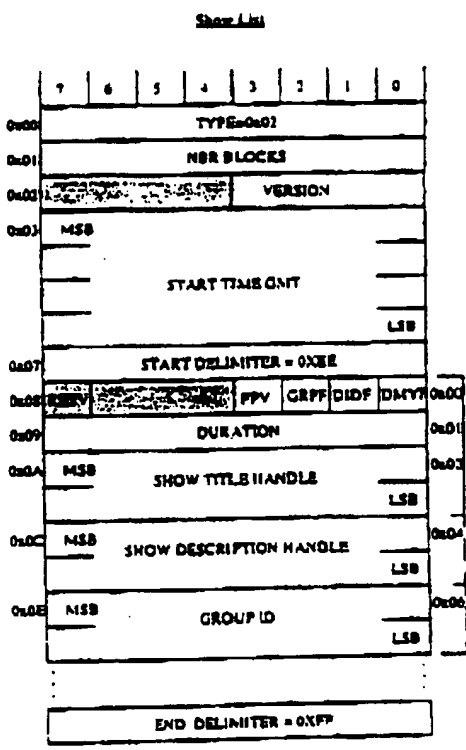 Show List
7 6 5 4 3 2 1 0
0x00 TYPE=0x02
0x01 NBR BLOCKS
0x02 VERSION
0x03 MSB
START TIME GMT
LSB
0x07 START DELIMITER = 0XEE
0x08 PPV GRPF DIDF DMYF 0x00
0x09 DURATION 0x01
0x0A MSB SHOW TITLE HANDLE
LSB
0x0C MSB SHOW DESCRIPTION HANDLE 0x04
LSB
0x0E MSB GROUP ID 0x06
LSB
END DELIMITER = 0XFF